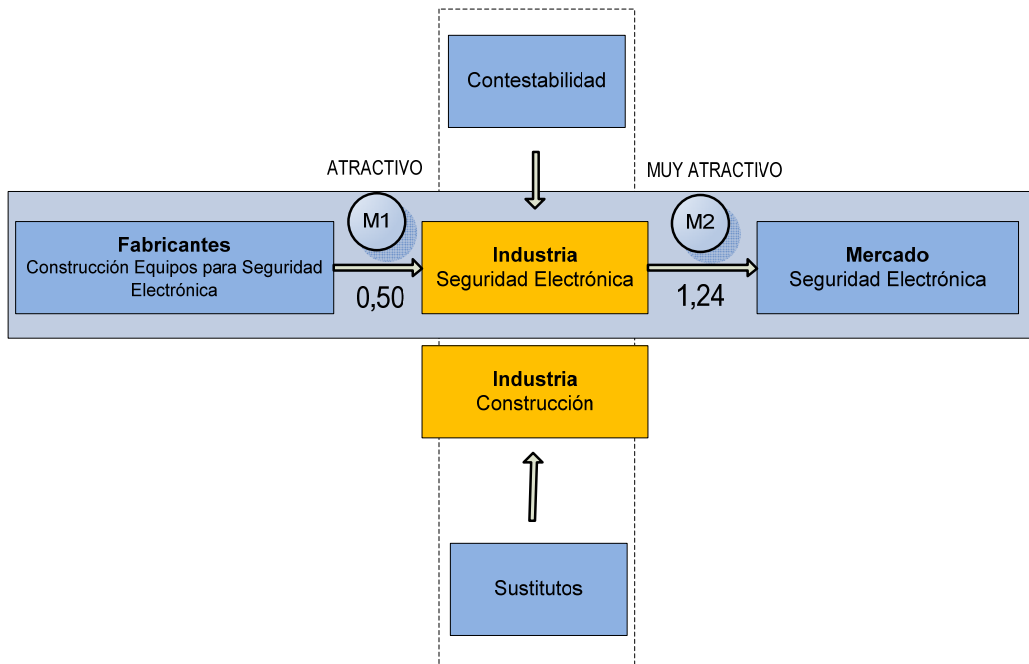 Contestabilidad
ATRACTIVO
MUY ATRACTIVO
M1
M2
Fabricantes
Construcción Equipos para Seguridad
Electrónica
0,50
Industria
Seguridad Electrónica
1,24
Mercado
Seguridad Electrónica
Industria
Construcción
Sustitutos